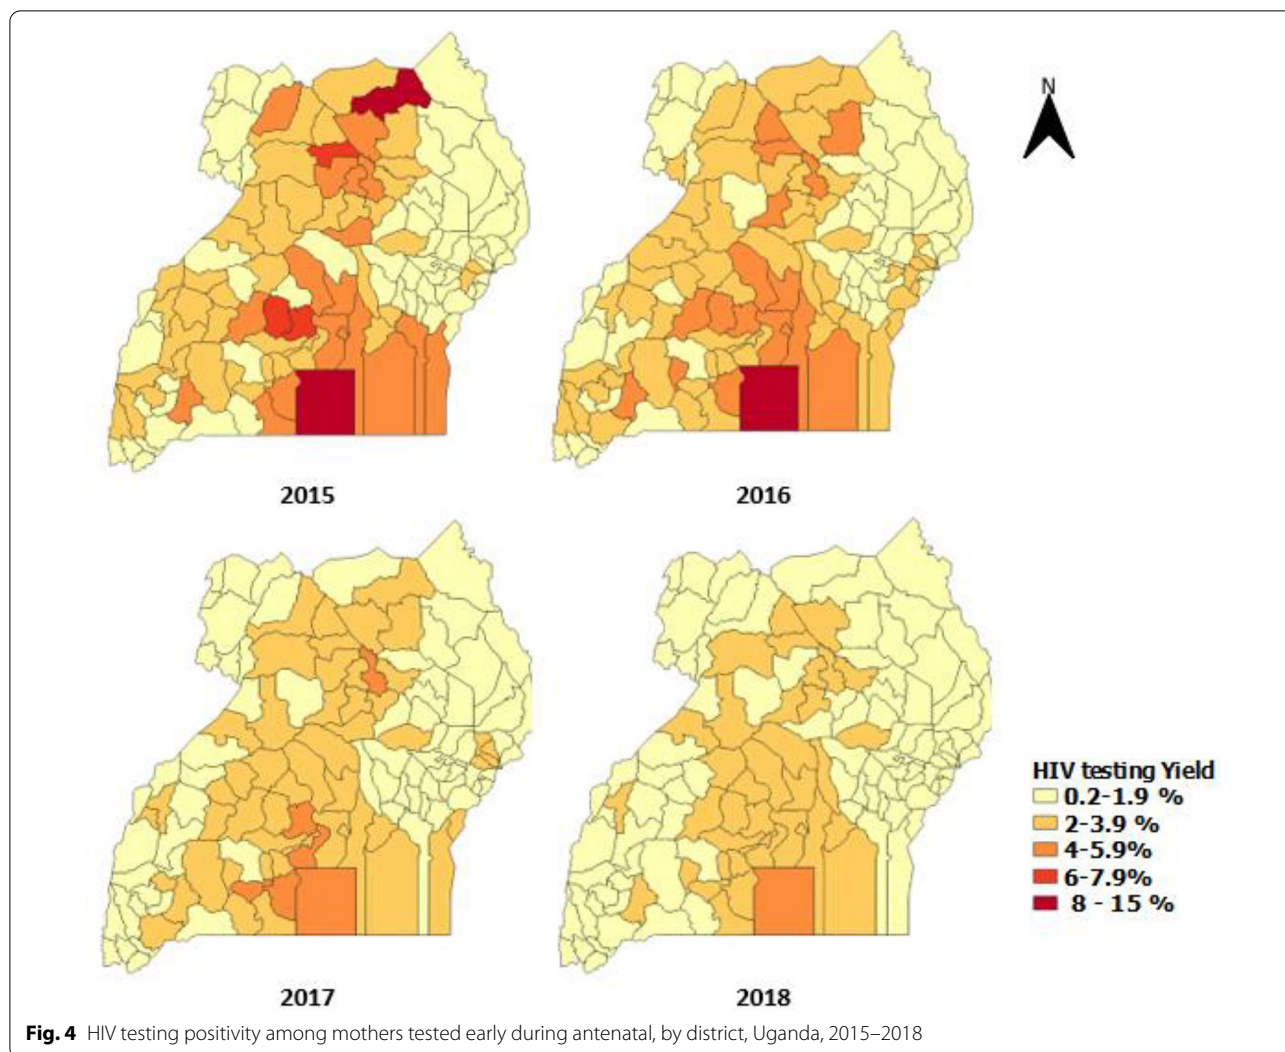 N
2015
2016
2017
2018
HIV testing Yield
0.2-1.9 %
2-3.9 %
4-5.9%
6-7.9%
8 - 15 %
Fig. 4 HIV testing positivity among mothers tested early during antenatal, by district, Uganda, 2015–2018